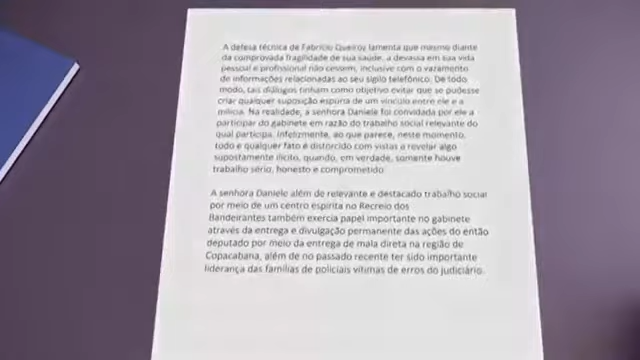 A defesa técnica de Fabrício Queiroz lamenta que mesmo diante
da comprovada fragilidade de sua saúde, a devassa em sua vida
pessoal e profissional não cessem, inclusive com o vazamento
de informações relacionadas ao seu sigilo telefônico. De todo
modo, tais diálogos tinham como objetivo evitar que se pudesse
criar qualquer suposição espúria de um vínculo entre ele e a
milícia. Na realidade, a senhora Daniele foi convidada por ele a
participar do gabinete em razão do trabalho social relevante do
qual participa. Infelizmente, ao que parece, neste momento,
todo e qualquer fato é distorcido com vistas a revelar algo
supostamente ilícito, quando, em verdade, somente houve
trabalho sério, honesto e comprometido
A senhora Daniele além de relevante e destacado trabalho social
por meio de um centro espírita no Recreio dos
Bandeirantes também exercia papel importante no gabinete
através da entrega e divulgação permanente das ações do então
deputado por meio da entrega de mala direta na região de
Copacabana, além de no passado recente ter sido importante
liderança das famílias de policiais vítimas de erros do judiciário.